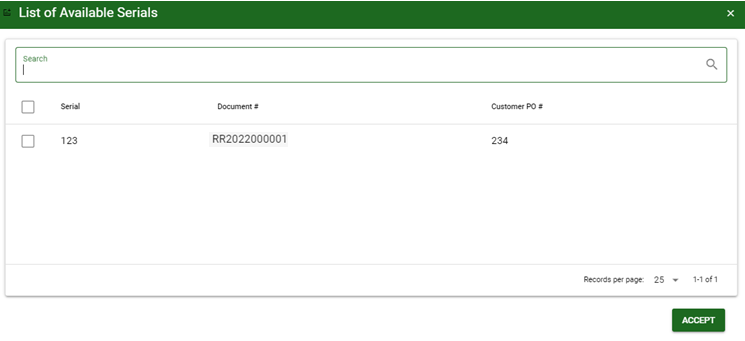 List of Available Serials
Search
Serial Document # Customer PO #
123 RR2022000001 234
Records per page: 25 1-1 of 1
ACCEPT